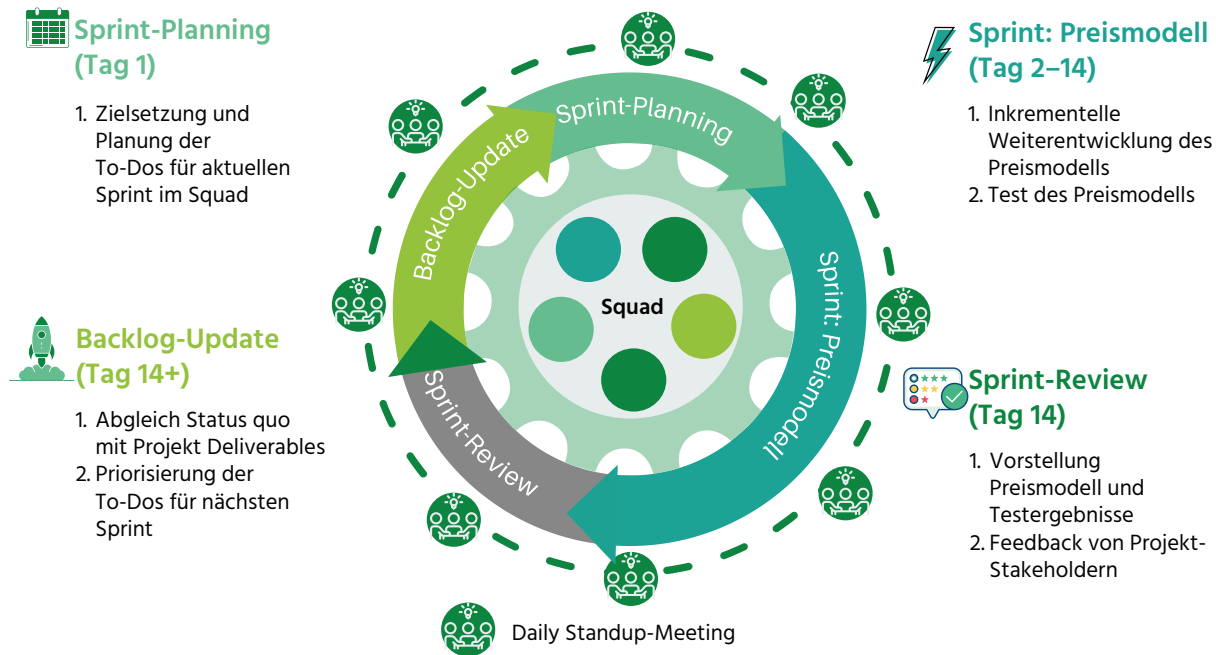 Sprint-Planning
(Tag 1)
1. Zielsetzung und
Planung der
To-Dos für aktuellen
Sprint im Squad
Backlog-Update
(Tag 14+)
1. Abgleich Status quo
mit Projekt Deliverables
2. Priorisierung der
To-Dos für nächsten
Sprint
Sprint-Planning
Sprint: Preismodell
Sprint-Review
Backlog-Update
Squad
Daily Standup-Meeting
Sprint: Preismodell
(Tag 2–14)
1. Inkrementelle
Weiterentwicklung des
Preismodells
2. Test des Preismodells
Sprint-Review
(Tag 14)
1. Vorstellung
Preismodell und
Testergebnisse
2. Feedback von Projekt-
Stakeholdern